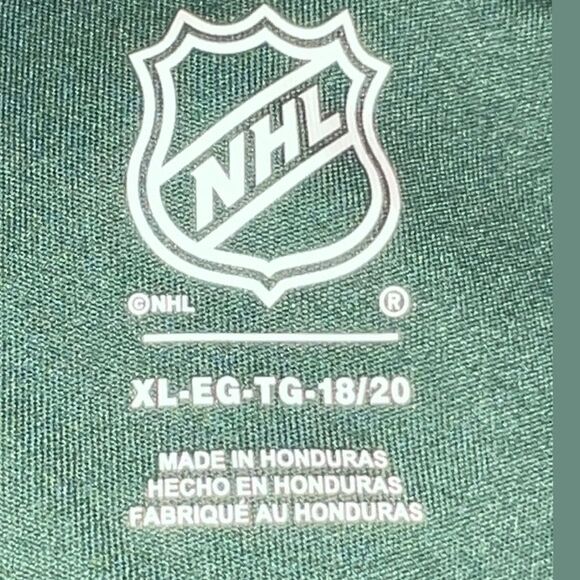 NHL
©NHL ®
XL-EG-TG-18/20
MADE IN HONDURAS
HECHO EN HONDURAS
FABRIQUÉ AU HONDURAS